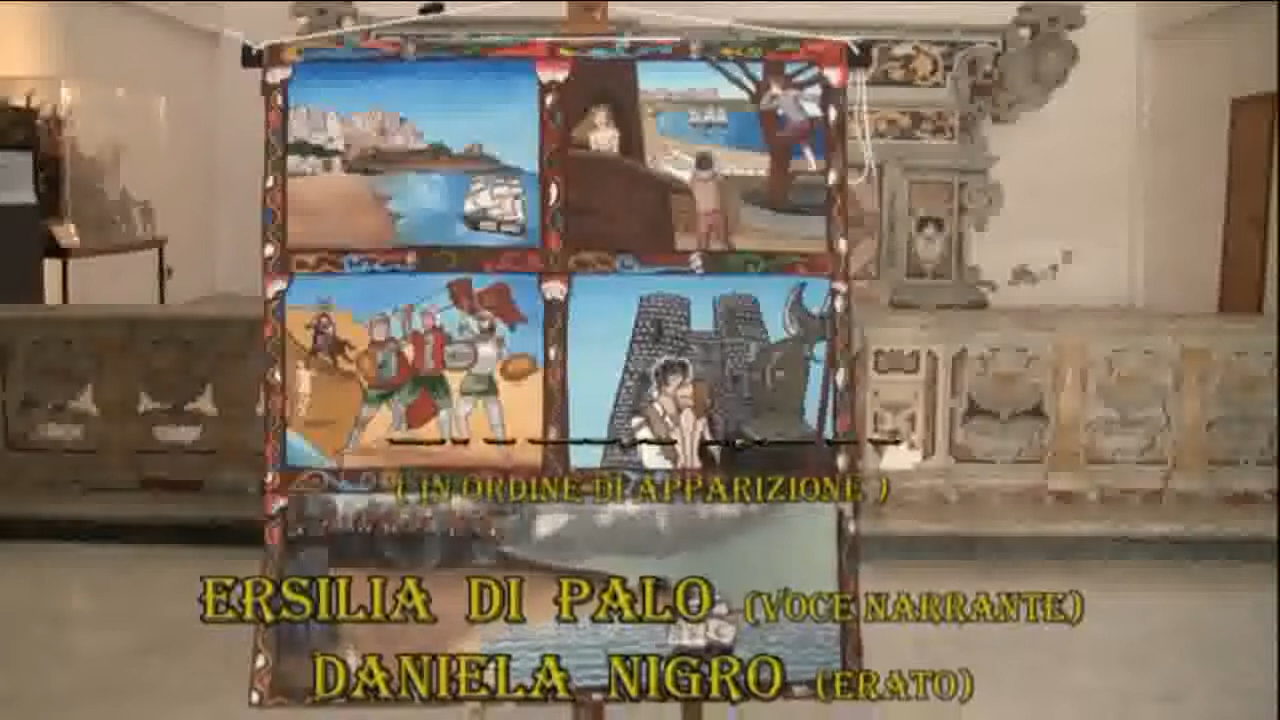 ( IN ORDINE DI APPARIZIONE )
ERSILIA DI PALO (VOCE NARRANTE)
DANIELA NIGRO (ERATO)